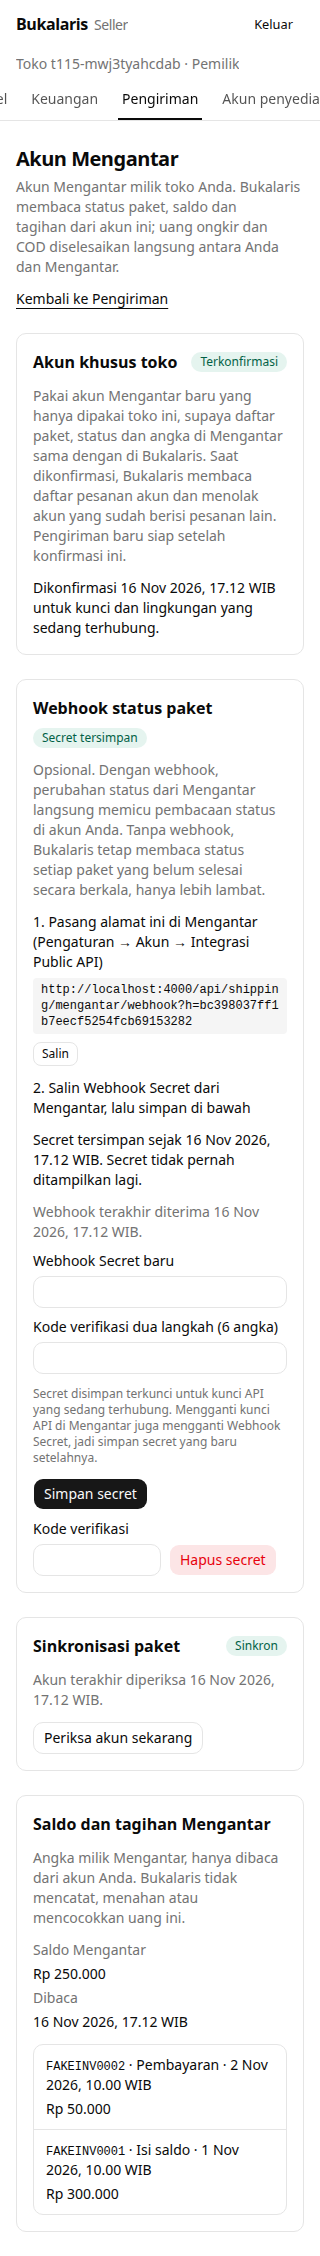 Bukalaris Seller
Keluar
Toko t115-mwj3tyahcdab · Pemilik
el Keuangan Pengiriman Akun penyedia
Akun Mengantar
Akun Mengantar milik toko Anda. Bukalaris
membaca status paket, saldo dan
tagihan dari akun ini; uang ongkir dan
COD diselesaikan langsung antara Anda
dan Mengantar.
Kembali ke Pengiriman
Akun khusus toko
Terkonfirmasi
Pakai akun Mengantar baru yang
hanya dipakai toko ini, supaya daftar
paket, status dan angka di Mengantar
sama dengan di Bukalaris. Saat
dikonfirmasi, Bukalaris membaca
daftar pesanan akun dan menolak
akun yang sudah berisi pesanan lain.
Pengiriman baru siap setelah
konfirmasi ini.
Dikonfirmasi 16 Nov 2026, 17.12 WIB
untuk kunci dan lingkungan yang
sedang terhubung.
Webhook status paket
Secret tersimpan
Opsional. Dengan webhook,
perubahan status dari Mengantar
langsung memicu pembacaan status
di akun Anda. Tanpa webhook,
Bukalaris tetap membaca status
setiap paket yang belum selesai
secara berkala, hanya lebih lambat.
1. Pasang alamat ini di Mengantar
(Pengaturan → Akun → Integrasi
Public API)
http://localhost:4000/api/shippin
g/mengantar/webhook?h=bc398037ff1
b7eecf5254fcb69153282
Salin
2. Salin Webhook Secret dari
Mengantar, lalu simpan di bawah
Secret tersimpan sejak 16 Nov 2026,
17.12 WIB. Secret tidak pernah
ditampilkan lagi.
Webhook terakhir diterima 16 Nov
2026, 17.12 WIB.
Webhook Secret baru
Kode verifikasi dua langkah (6 angka)
Secret disimpan terkunci untuk kunci API
yang sedang terhubung. Mengganti kunci
API di Mengantar juga mengganti Webhook
Secret, jadi simpan secret yang baru
setelahnya.
Simpan secret
Kode verifikasi
Hapus secret
Sinkronisasi paket
Sinkron
Akun terakhir diperiksa 16 Nov 2026,
17.12 WIB.
Periksa akun sekarang
Saldo dan tagihan Mengantar
Angka milik Mengantar, hanya dibaca
dari akun Anda. Bukalaris tidak
mencatat, menahan atau
mencocokkan uang ini.
Saldo Mengantar
Rp 250.000
Dibaca
16 Nov 2026, 17.12 WIB
FAKEINV0002 · Pembayaran · 2 Nov
2026, 10.00 WIB
Rp 50.000
FAKEINV0001 · Isi saldo · 1 Nov
2026, 10.00 WIB
Rp 300.000